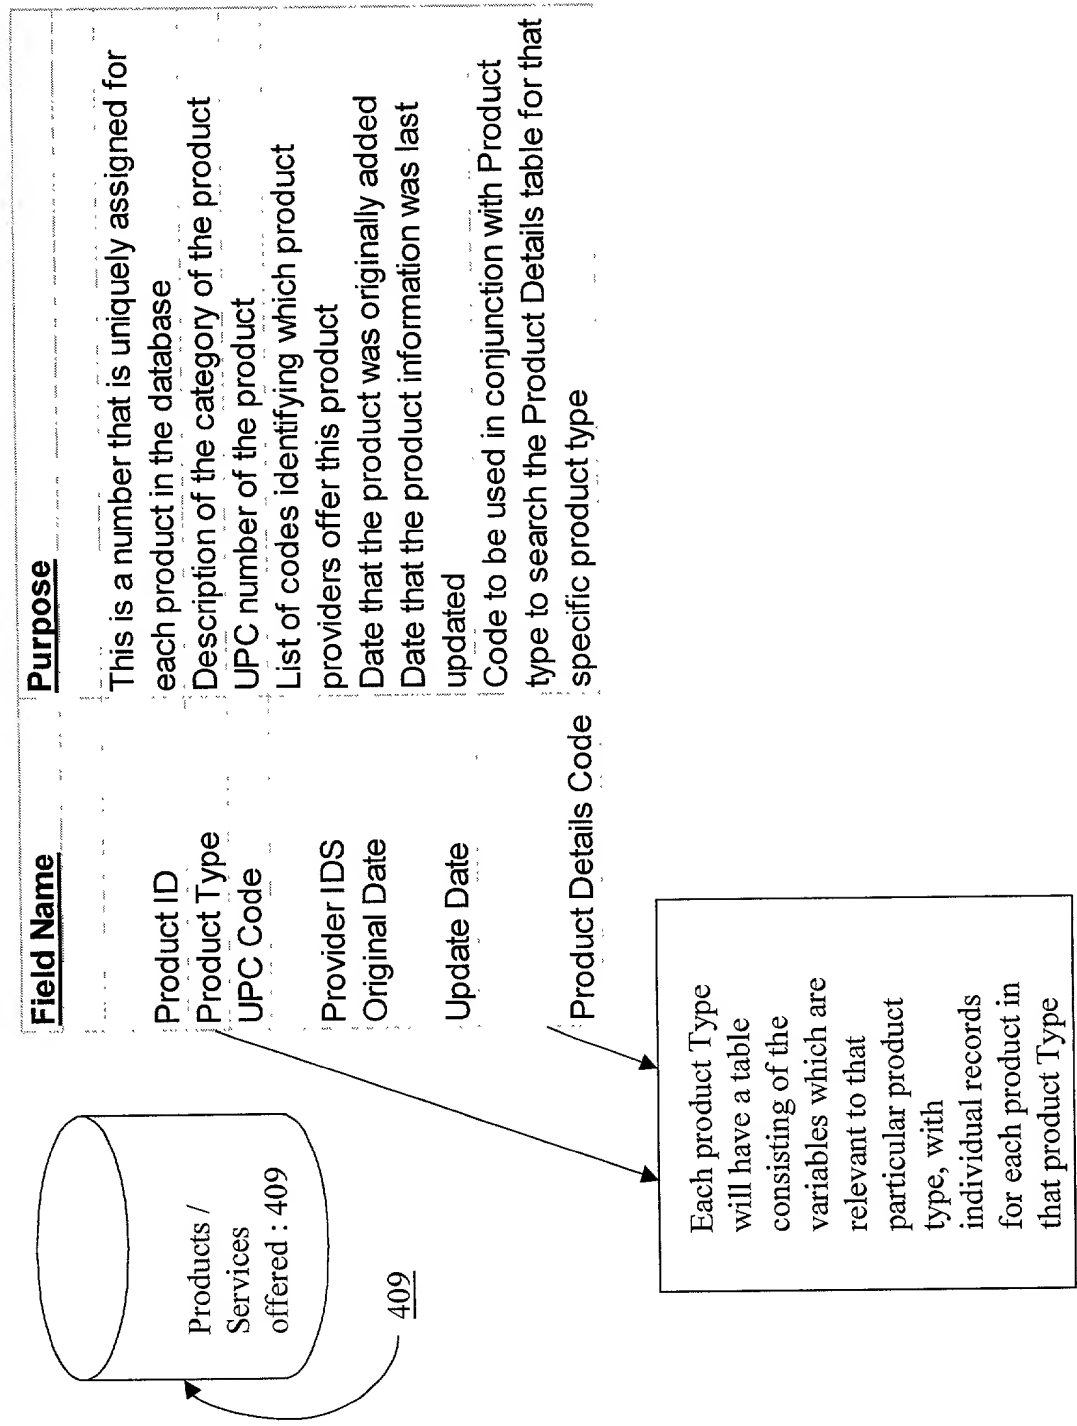 Field Name Purpose
This is a number that is uniquely assigned for
Product ID each product in the database
Product Type Description of the category of the product
UPC Code UPC number of the product
List of codes identifying which product
Provider IDS providers offer this product
Original Date Date that the product was originally added
Date that the product information was last
Update Date updated
Code to be used in conjunction with Product
type to search the Product Details table for that
Product Details Code specific product type
Products /
Services
offered : 409
409
Each product Type
will have a table
consisting of the
variables which are
relevant to that
particular product
type, with
individual records
for each product in
that product Type